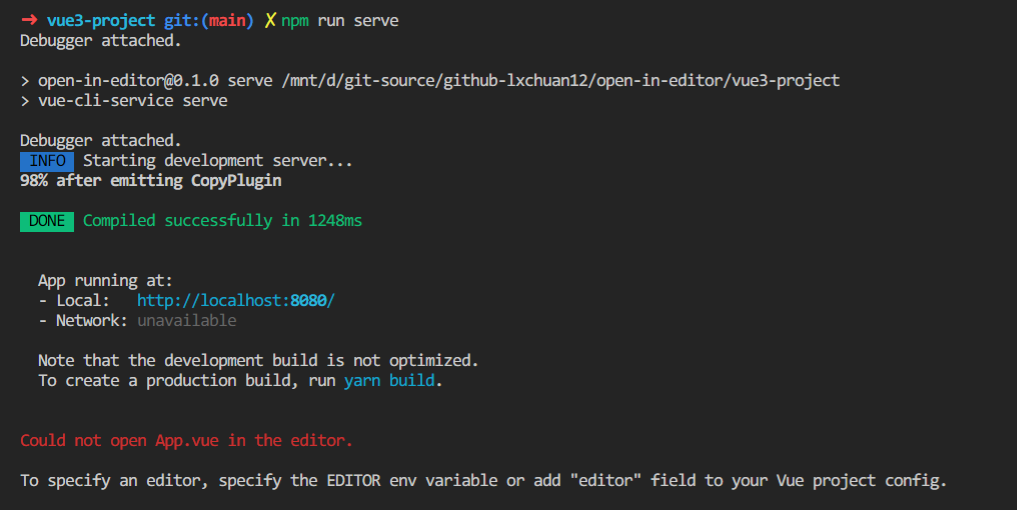 ➜ vue3-project git:(main) ✗ npm run serve
Debugger attached.
> open-in-editor@0.1.0 serve /mnt/d/git-source/github-lxchuan12/open-in-editor/vue3-project
> vue-cli-service serve
Debugger attached.
INFO Starting development server...
98% after emitting CopyPlugin
DONE Compiled successfully in 1248ms
App running at:
- Local: http://localhost:8080/
- Network: unavailable
Note that the development build is not optimized.
To create a production build, run yarn build.
Could not open App.vue in the editor.
To specify an editor, specify the EDITOR env variable or add "editor" field to your Vue project config.